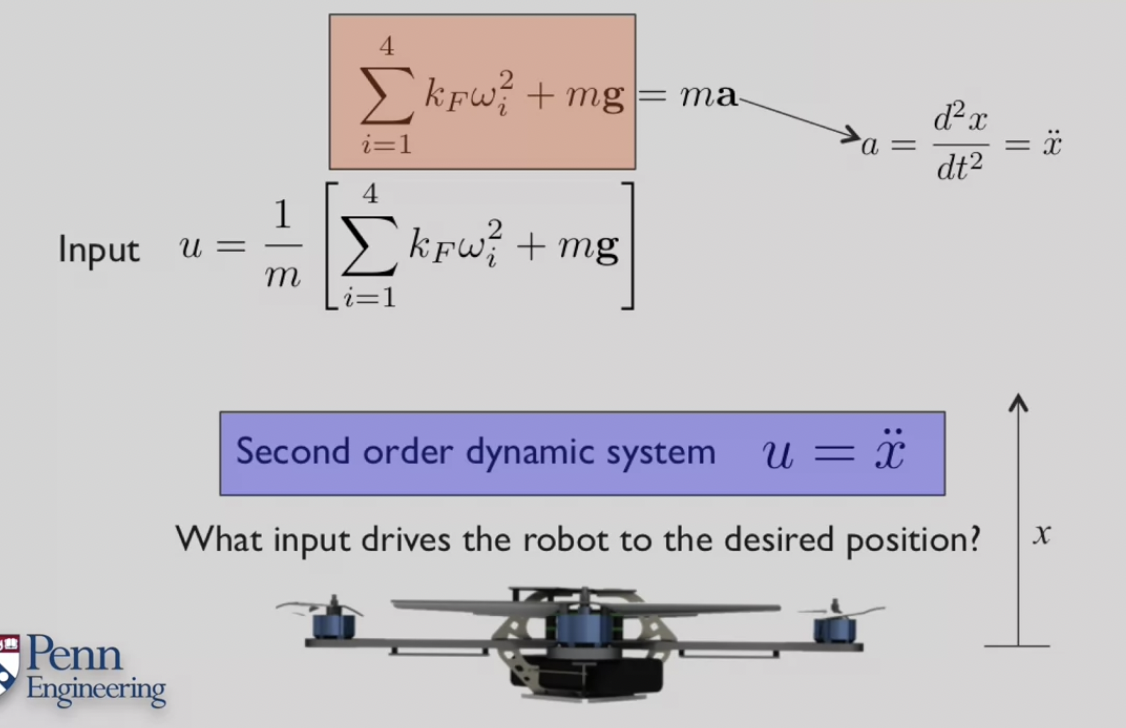 $\sum_{i=1}^{4} k_F\omega_i^2 + m\mathbf{g} = m\mathbf{a}$
$a = \frac{d^2x}{dt^2} = \ddot{x}$
Input $u = \frac{1}{m}\left[\sum_{i=1}^{4} k_F\omega_i^2 + m\mathbf{g}\right]$
Second order dynamic system $u = \ddot{x}$
What input drives the robot to the desired position?
x
Penn
Engineering